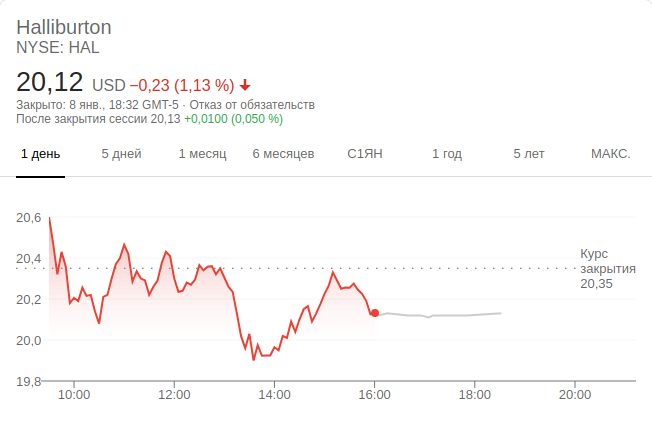 Halliburton
NYSE: HAL
20,12 USD −0,23 (1,13 %)
Закрыто: 8 янв., 18:32 GMT-5 · Отказ от обязательств
После закрытия сессии 20,13 +0,0100 (0,050 %)
1 день 5 дней 1 месяц 6 месяцев С1ЯН 1 год 5 лет МАКС.
20,6
20,4
Курс
закрытия
20,35
20,2
20,0
19,8
10:00 12:00 14:00 16:00 18:00 20:00